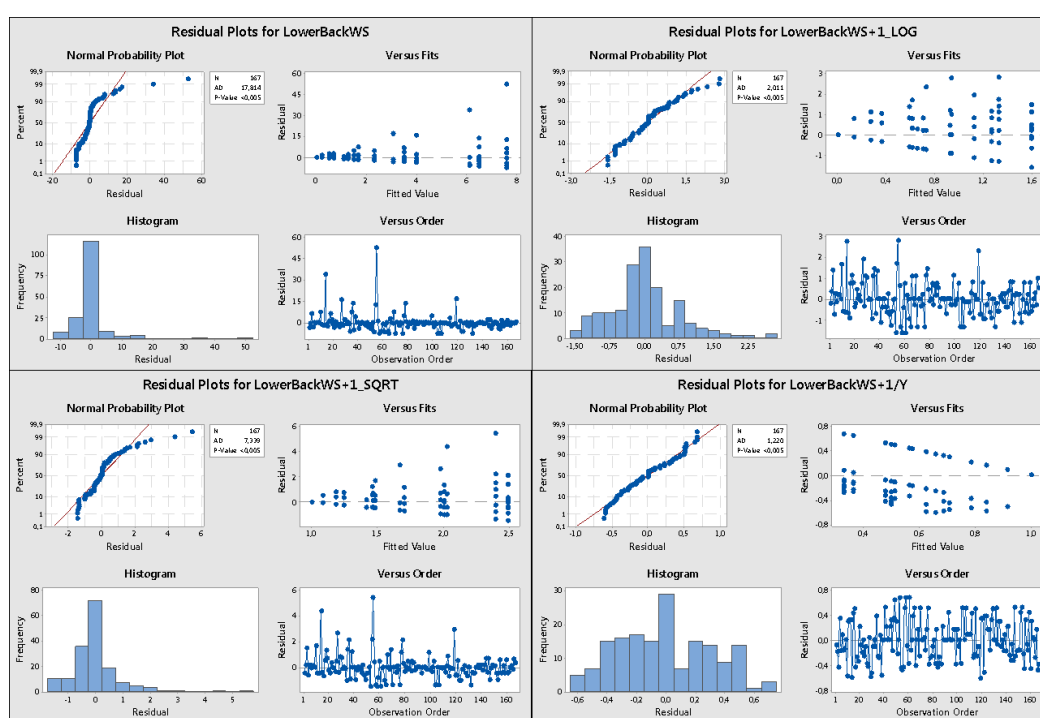 Residual Plots for LowerBackWS
Normal Probability Plot
Versus Fits
99,9
99
90
50
10
1
0,1
Percent
-20 0 20 40 60
Residual
N 167
AD 17,814
P-Value <0,005
60
45
30
15
0
Residual
0 2 4 6 8
Fitted Value
Histogram
Versus Order
100
75
50
25
0
Frequency
-10 0 10 20 30 40 50
Residual
60
45
30
15
0
Residual
1 20 40 60 80 100 120 140 160
Observation Order
Residual Plots for LowerBackWS+1_LOG
Normal Probability Plot
Versus Fits
99,9
99
90
50
10
1
0,1
Percent
-3,0 -1,5 0,0 1,5 3,0
Residual
N 167
AD 2,011
P-Value <0,005
3
2
1
0
-1
Residual
0,0 0,4 0,8 1,2 1,6
Fitted Value
Histogram
Versus Order
40
30
20
10
0
Frequency
-1,50 -0,75 0,00 0,75 1,50 2,25
Residual
3
2
1
0
-1
Residual
1 20 40 60 80 100 120 140 160
Observation Order
Residual Plots for LowerBackWS+1_SQRT
Normal Probability Plot
Versus Fits
99,9
99
90
50
10
1
0,1
Percent
-2 0 2 4 6
Residual
N 167
AD 7,339
P-Value <0,005
6
4
2
0
Residual
1,0 1,5 2,0 2,5
Fitted Value
Histogram
Versus Order
80
60
40
20
0
Frequency
-1 0 1 2 3 4 5
Residual
6
4
2
0
Residual
1 20 40 60 80 100 120 140 160
Observation Order
Residual Plots for LowerBackWS+1/Y
Normal Probability Plot
Versus Fits
99,9
99
90
50
10
1
0,1
Percent
-1,0 -0,5 0,0 0,5 1,0
Residual
N 167
AD 1,220
P-Value <0,005
0,8
0,4
0,0
-0,4
-0,8
Residual
0,4 0,6 0,8 1,0
Fitted Value
Histogram
Versus Order
30
20
10
0
Frequency
-0,6 -0,4 -0,2 0,0 0,2 0,4 0,6
Residual
0,8
0,4
0,0
-0,4
-0,8
Residual
1 20 40 60 80 100 120 140 160
Observation Order